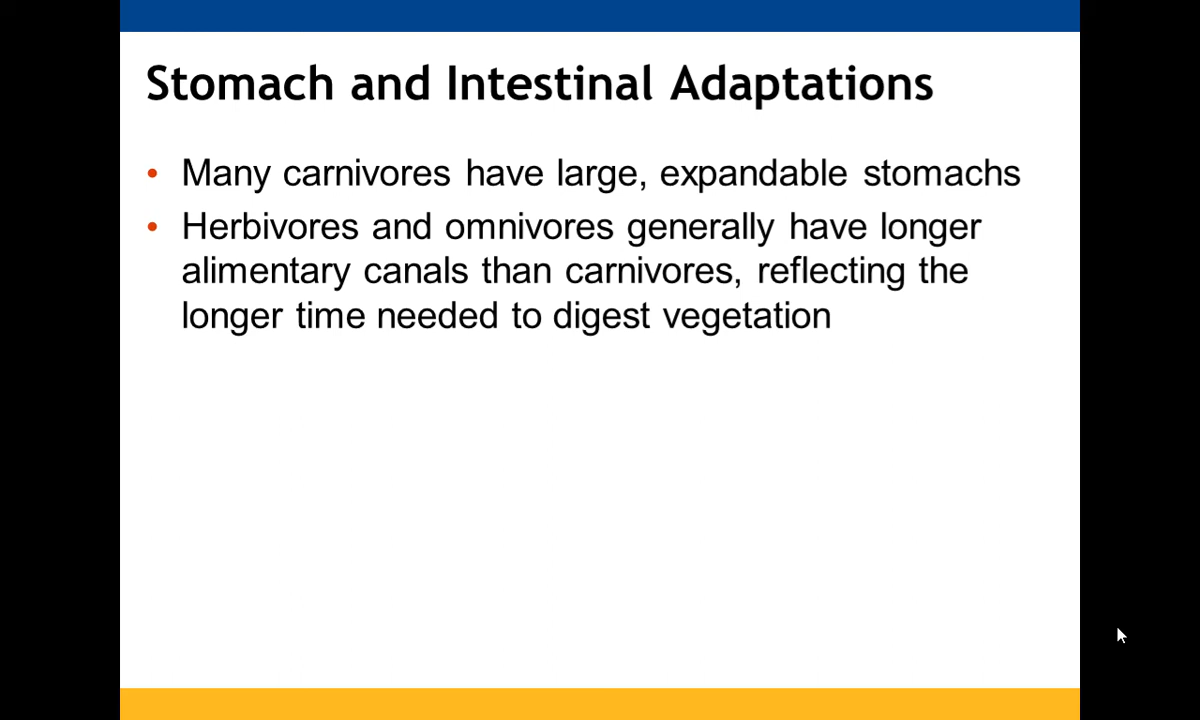 Stomach and Intestinal Adaptations
• Many carnivores have large, expandable stomachs
• Herbivores and omnivores generally have longer
alimentary canals than carnivores, reflecting the
longer time needed to digest vegetation